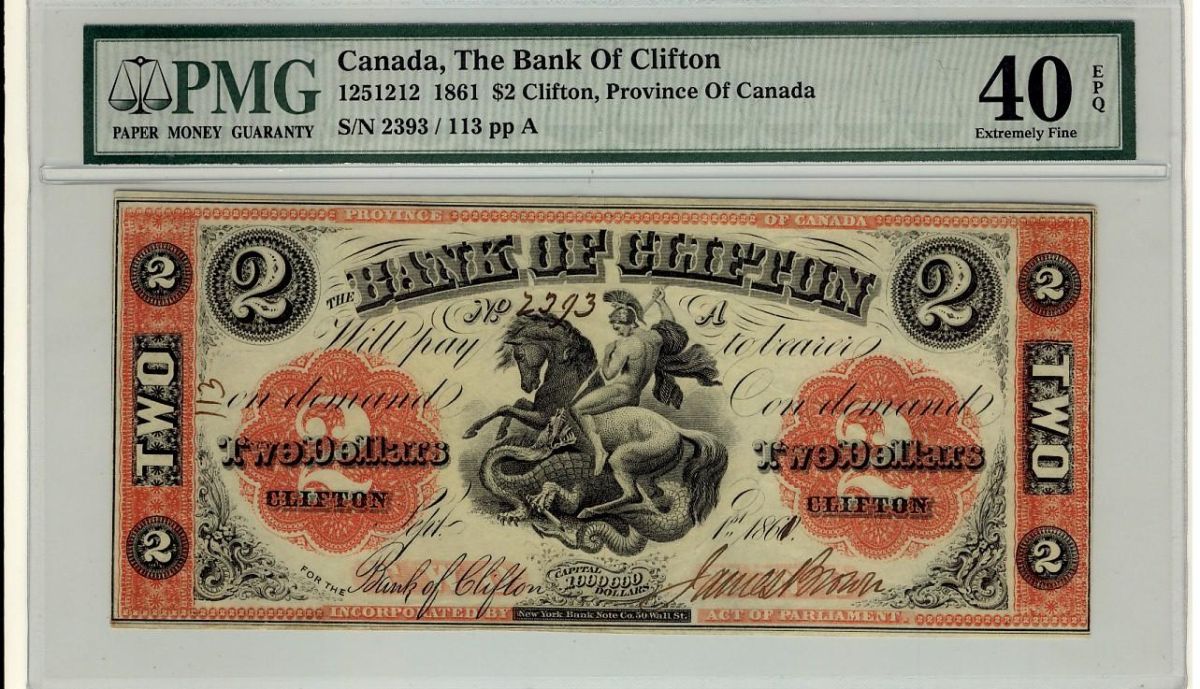 PMG
PAPER MONEY GUARANTY
Canada, The Bank Of Clifton
1251212 1861 $2 Clifton, Province Of Canada
S/N 2393 / 113 pp A
40
EPQ
Extremely Fine
PROVINCE OF CANADA
2 2 2 2
THE BANK OF CLIFTON
No 2393 A
Will pay to bearer
113
on demand on demand
TWO 2 2 TWO
Two Dollars Two Dollars
CLIFTON CLIFTON
Sept. 1st 1861.
2 2
FOR THE Bank of Clifton CAPITAL 1000000 DOLLARS James Brown
INCORPORATED BY New York Bank Note Co. 50 Wall St. ACT OF PARLIAMENT.